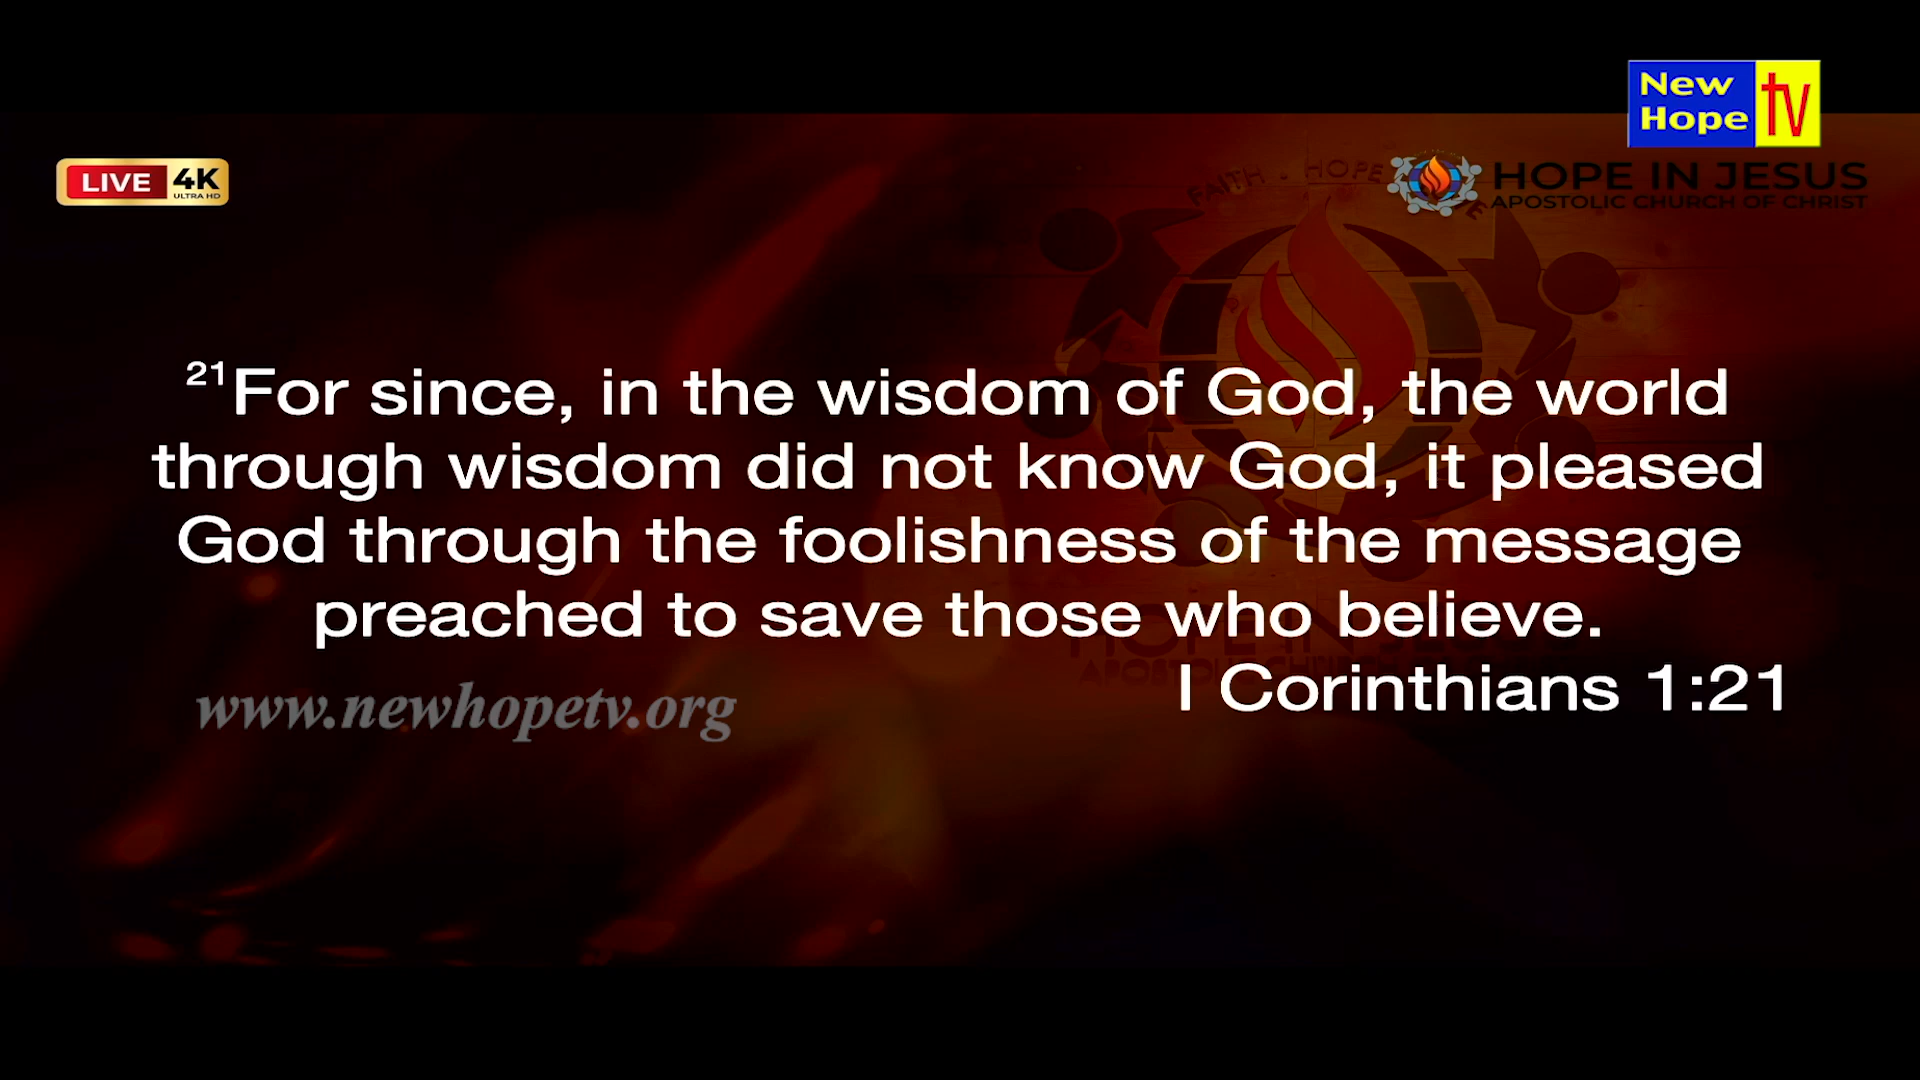 New
Hope
tv
LIVE 4K
ULTRA HD
FAITH . HOPE
HOPE IN JESUS
APOSTOLIC CHURCH OF CHRIST
²¹For since, in the wisdom of God, the world
through wisdom did not know God, it pleased
God through the foolishness of the message
preached to save those who believe.
I Corinthians 1:21
www.newhopetv.org